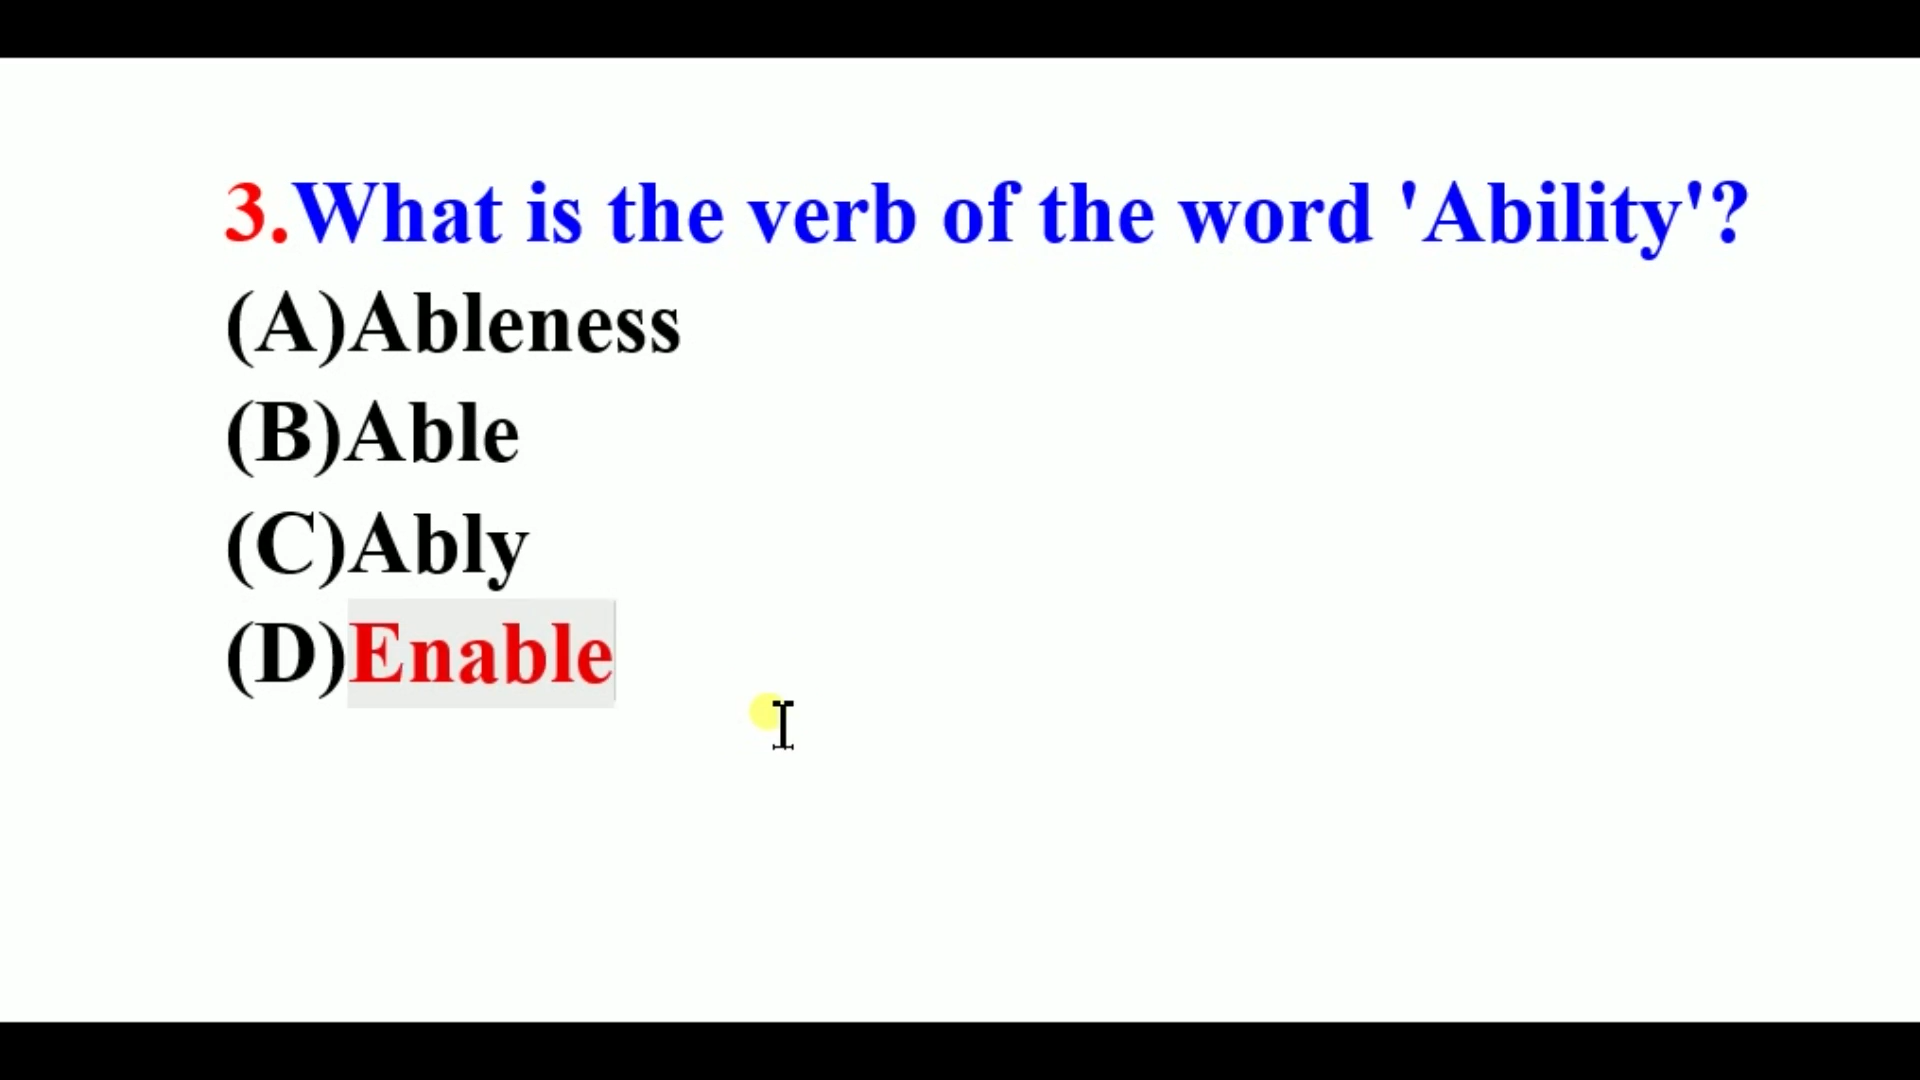 3.What is the verb of the word 'Ability'?
(A)Ableness
(B)Able
(C)Ably
(D)Enable